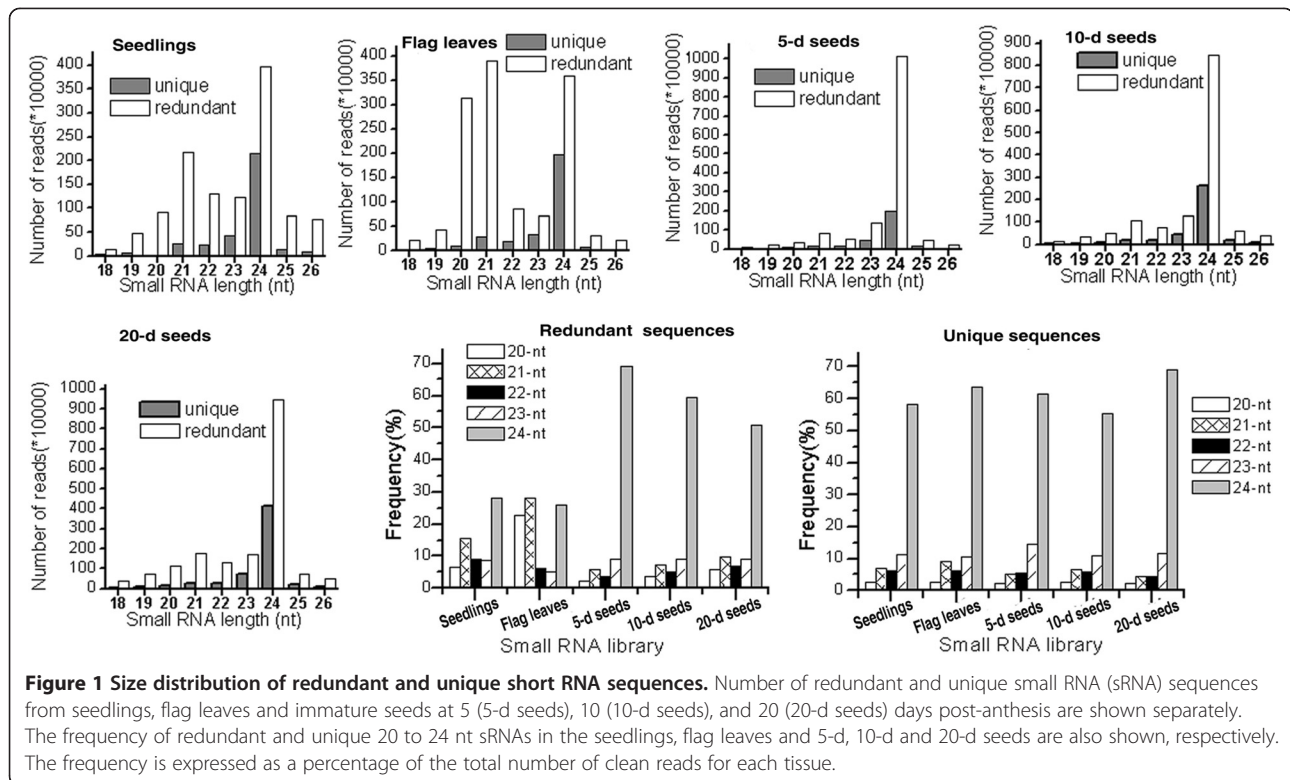 Seedlings
Number of reads(*10000)
400
350
300
250
200
150
100
50
0
unique
redundant
18 19 20 21 22 23 24 25 26
Small RNA length (nt)
Flag leaves
Number of reads(*10000)
400
350
300
250
200
150
100
50
0
unique
redundant
18 19 20 21 22 23 24 25 26
Small RNA length (nt)
5-d seeds
Number of reads(*10000)
1000
900
800
700
600
500
400
300
200
100
0
unique
redundant
18 19 20 21 22 23 24 25 26
Small RNA length (nt)
10-d seeds
Number of reads(*10000)
900
800
700
600
500
400
300
200
100
0
unique
redundant
18 19 20 21 22 23 24 25 26
Small RNA length (nt)
20-d seeds
Number of reads(*10000)
1000
900
800
700
600
500
400
300
200
100
0
unique
redundant
18 19 20 21 22 23 24 25 26
Small RNA length (nt)
Redundant sequences
Frequency(%)
70
60
50
40
30
20
10
0
20-nt
21-nt
22-nt
23-nt
24-nt
Seedlings
Flag leaves
5-d seeds
10-d seeds
20-d seeds
Small RNA library
Unique sequences
Frequency(%)
70
60
50
40
30
20
10
0
20-nt
21-nt
22-nt
23-nt
24-nt
Seedlings
Flag leaves
5-d seeds
10-d seeds
20-d seeds
Small RNA library
Figure 1 Size distribution of redundant and unique short RNA sequences. Number of redundant and unique small RNA (sRNA) sequences
from seedlings, flag leaves and immature seeds at 5 (5-d seeds), 10 (10-d seeds), and 20 (20-d seeds) days post-anthesis are shown separately.
The frequency of redundant and unique 20 to 24 nt sRNAs in the seedlings, flag leaves and 5-d, 10-d and 20-d seeds are also shown, respectively.
The frequency is expressed as a percentage of the total number of clean reads for each tissue.